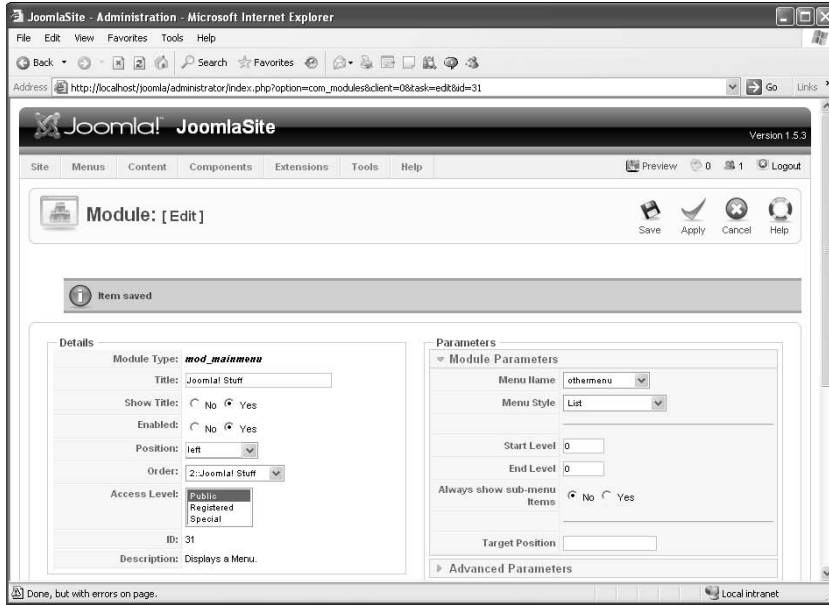 JoomlaSite - Administration - Microsoft Internet Explorer
File Edit View Favorites Tools Help
Back Search Favorites
Address http://localhost/joomla/administrator/index.php?option=com_modules&client=0&task=edit&id=31 Go Links
Joomla! JoomlaSite
Version 1.5.3
Site Menus Content Components Extensions Tools Help Preview 0 1 Logout
Module: [ Edit ]
Save Apply Cancel Help
Item saved
Details
Module Type: mod_mainmenu
Title: Joomla! Stuff
Show Title: No Yes
Enabled: No Yes
Position: left
Order: 2::Joomla! Stuff
Access Level: Public
Registered
Special
ID: 31
Description: Displays a Menu.
Parameters
Module Parameters
Menu Name othermenu
Menu Style List
Start Level 0
End Level 0
Always show sub-menu
Items No Yes
Target Position
Advanced Parameters
Done, but with errors on page. Local intranet